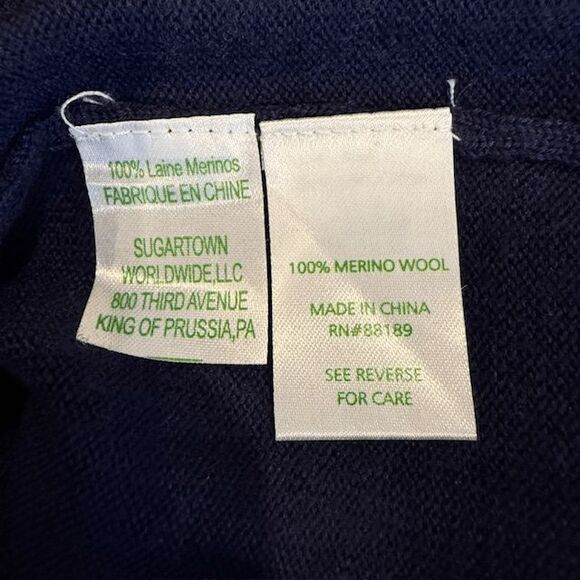 100% Laine Merinos
FABRIQUE EN CHINE
SUGARTOWN
WORLDWIDE,LLC
800 THIRD AVENUE
KING OF PRUSSIA,PA
100% MERINO WOOL
MADE IN CHINA
RN#88189
SEE REVERSE
FOR CARE